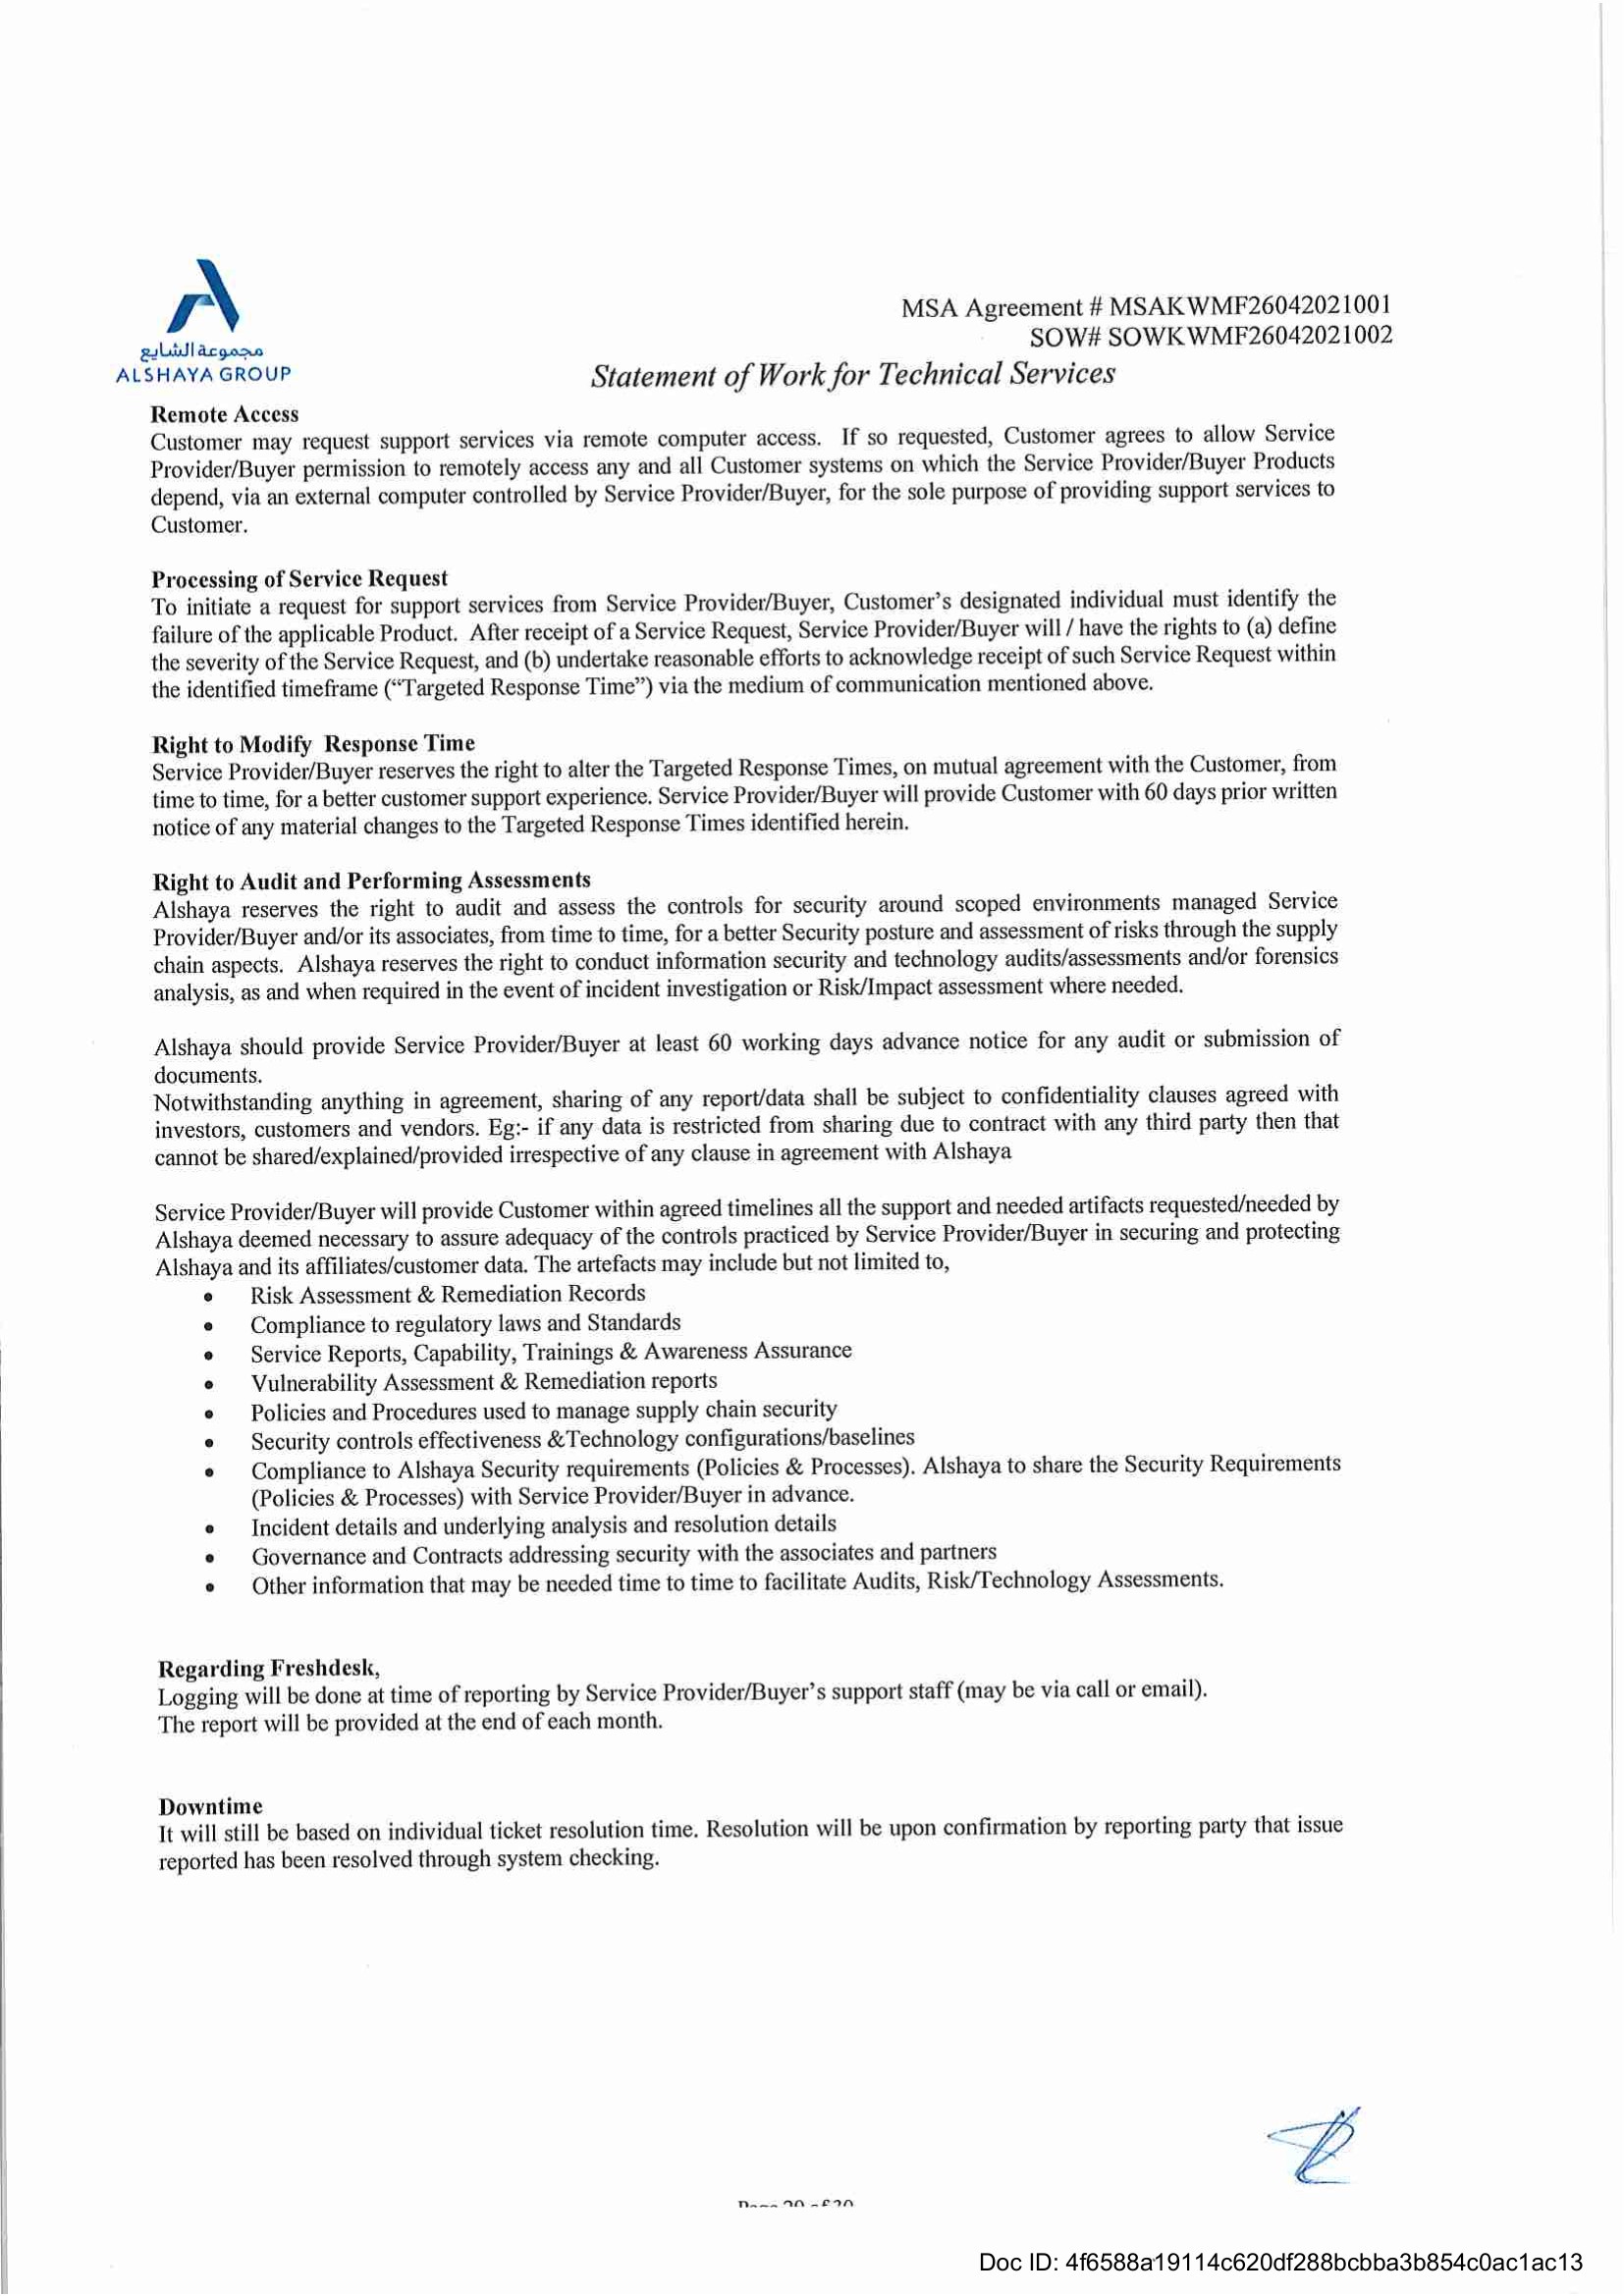 مجموعة الشايع
ALSHAYA GROUP
MSA Agreement # MSAKWMF26042021001
SOW# SOWKWMF26042021002
Statement of Work for Technical Services
Remote Access
Customer may request support services via remote computer access. If so requested, Customer agrees to allow Service
Provider/Buyer permission to remotely access any and all Customer systems on which the Service Provider/Buyer Products
depend, via an external computer controlled by Service Provider/Buyer, for the sole purpose of providing support services to
Customer.
Processing of Service Request
To initiate a request for support services from Service Provider/Buyer, Customer's designated individual must identify the
failure of the applicable Product. After receipt of a Service Request, Service Provider/Buyer will / have the rights to (a) define
the severity of the Service Request, and (b) undertake reasonable efforts to acknowledge receipt of such Service Request within
the identified timeframe ("Targeted Response Time") via the medium of communication mentioned above.
Right to Modify Response Time
Service Provider/Buyer reserves the right to alter the Targeted Response Times, on mutual agreement with the Customer, from
time to time, for a better customer support experience. Service Provider/Buyer will provide Customer with 60 days prior written
notice of any material changes to the Targeted Response Times identified herein.
Right to Audit and Performing Assessments
Alshaya reserves the right to audit and assess the controls for security around scoped environments managed Service
Provider/Buyer and/or its associates, from time to time, for a better Security posture and assessment of risks through the supply
chain aspects. Alshaya reserves the right to conduct information security and technology audits/assessments and/or forensics
analysis, as and when required in the event of incident investigation or Risk/Impact assessment where needed.
Alshaya should provide Service Provider/Buyer at least 60 working days advance notice for any audit or submission of
documents.
Notwithstanding anything in agreement, sharing of any report/data shall be subject to confidentiality clauses agreed with
investors, customers and vendors. Eg:- if any data is restricted from sharing due to contract with any third party then that
cannot be shared/explained/provided irrespective of any clause in agreement with Alshaya
Service Provider/Buyer will provide Customer within agreed timelines all the support and needed artifacts requested/needed by
Alshaya deemed necessary to assure adequacy of the controls practiced by Service Provider/Buyer in securing and protecting
Alshaya and its affiliates/customer data. The artefacts may include but not limited to,
• Risk Assessment & Remediation Records
• Compliance to regulatory laws and Standards
• Service Reports, Capability, Trainings & Awareness Assurance
• Vulnerability Assessment & Remediation reports
• Policies and Procedures used to manage supply chain security
• Security controls effectiveness &Technology configurations/baselines
• Compliance to Alshaya Security requirements (Policies & Processes). Alshaya to share the Security Requirements
(Policies & Processes) with Service Provider/Buyer in advance.
• Incident details and underlying analysis and resolution details
• Governance and Contracts addressing security with the associates and partners
• Other information that may be needed time to time to facilitate Audits, Risk/Technology Assessments.
Regarding Freshdesk,
Logging will be done at time of reporting by Service Provider/Buyer's support staff (may be via call or email).
The report will be provided at the end of each month.
Downtime
It will still be based on individual ticket resolution time. Resolution will be upon confirmation by reporting party that issue
reported has been resolved through system checking.
Doc ID: 4f6588a19114c620df288bcbba3b854c0ac1ac13